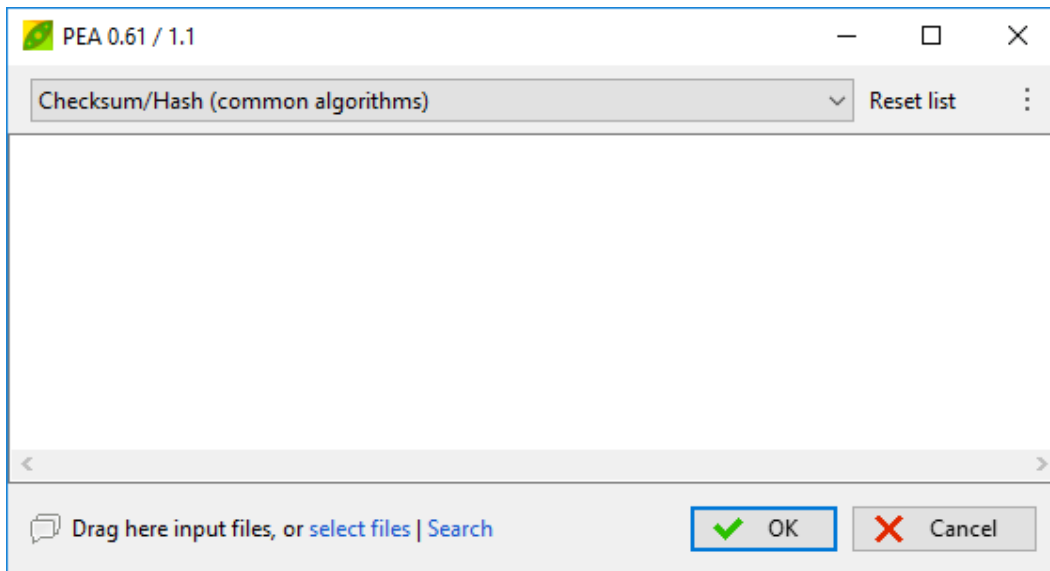 PEA 0.61 / 1.1
Checksum/Hash (common algorithms) Reset list
Drag here input files, or select files | Search OK Cancel